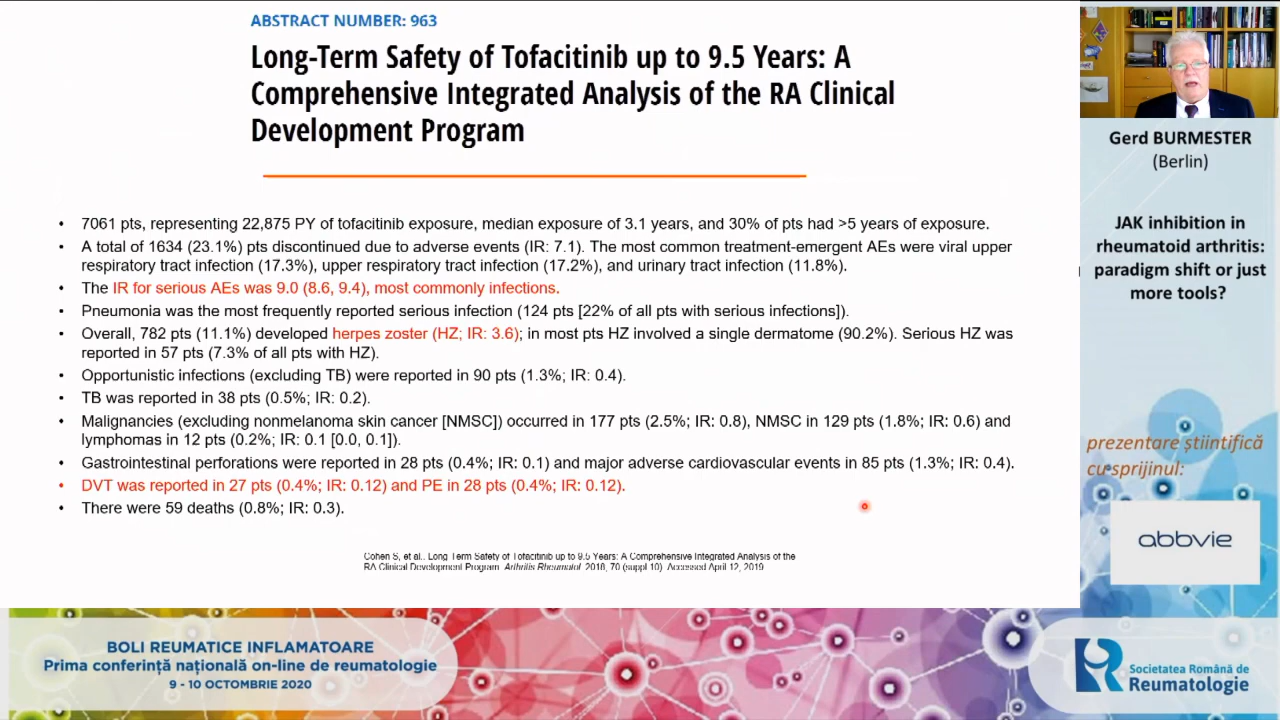 ABSTRACT NUMBER: 963
Long-Term Safety of Tofacitinib up to 9.5 Years: A
Comprehensive Integrated Analysis of the RA Clinical
Development Program
• 7061 pts, representing 22,875 PY of tofacitinib exposure, median exposure of 3.1 years, and 30% of pts had >5 years of exposure.
• A total of 1634 (23.1%) pts discontinued due to adverse events (IR: 7.1). The most common treatment-emergent AEs were viral upper
respiratory tract infection (17.3%), upper respiratory tract infection (17.2%), and urinary tract infection (11.8%).
• The IR for serious AEs was 9.0 (8.6, 9.4), most commonly infections.
• Pneumonia was the most frequently reported serious infection (124 pts [22% of all pts with serious infections]).
• Overall, 782 pts (11.1%) developed herpes zoster (HZ; IR: 3.6); in most pts HZ involved a single dermatome (90.2%). Serious HZ was
reported in 57 pts (7.3% of all pts with HZ).
• Opportunistic infections (excluding TB) were reported in 90 pts (1.3%; IR: 0.4).
• TB was reported in 38 pts (0.5%; IR: 0.2).
• Malignancies (excluding nonmelanoma skin cancer [NMSC]) occurred in 177 pts (2.5%; IR: 0.8), NMSC in 129 pts (1.8%; IR: 0.6) and
lymphomas in 12 pts (0.2%; IR: 0.1 [0.0, 0.1]).
• Gastrointestinal perforations were reported in 28 pts (0.4%; IR: 0.1) and major adverse cardiovascular events in 85 pts (1.3%; IR: 0.4).
• DVT was reported in 27 pts (0.4%; IR: 0.12) and PE in 28 pts (0.4%; IR: 0.12).
• There were 59 deaths (0.8%; IR: 0.3).
Cohen S, et al.. Long Term Safety of Tofacitinib up to 9.5 Years: A Comprehensive Integrated Analysis of the
RA Clinical Development Program. Arthritis Rheumatol. 2018; 70 (suppl 10). Accessed April 12, 2019
Gerd BURMESTER
(Berlin)
JAK inhibition in
rheumatoid arthritis:
paradigm shift or just
more tools?
prezentare științifică
cu sprijinul:
abbvie
BOLI REUMATICE INFLAMATOARE
Prima conferință națională on-line de reumatologie
9 - 10 OCTOMBRIE 2020
Societatea Română de
Reumatologie